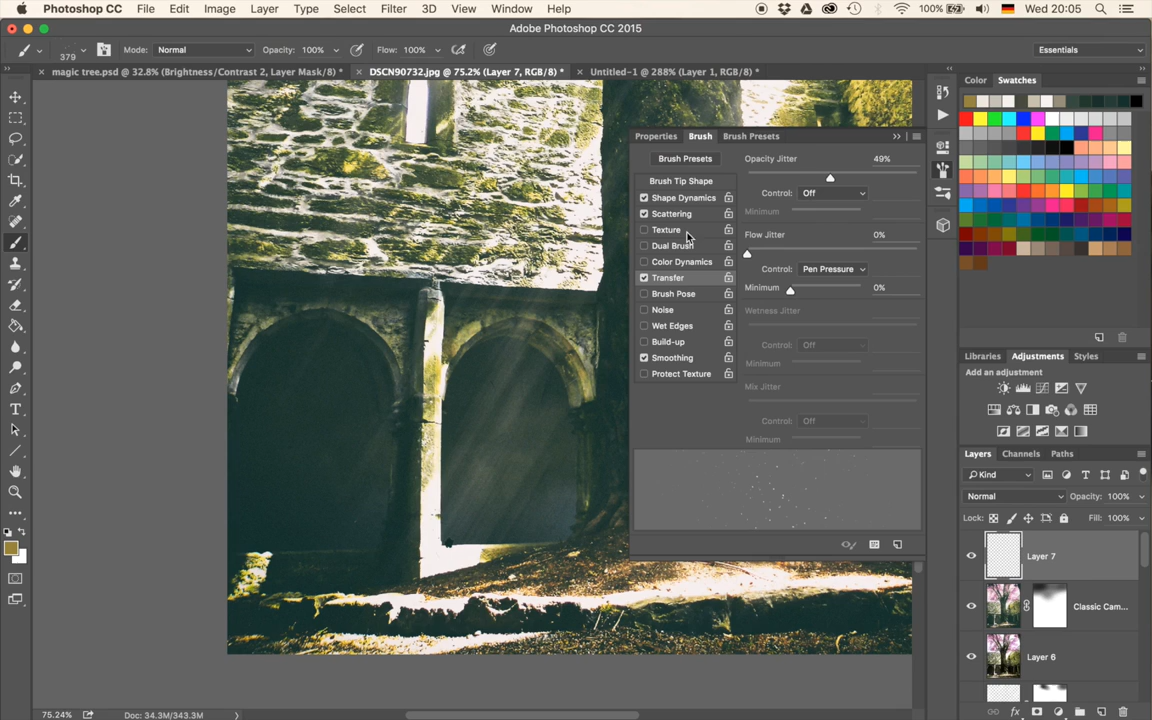 Photoshop CC File Edit Image Layer Type Select Filter 3D View Window Help 100% Wed 20:05
Adobe Photoshop CC 2015
379 Mode: Normal Opacity: 100% Flow: 100% Essentials
magic tree.psd @ 32.8% (Brightness/Contrast 2, Layer Mask/8) *
DSCN90732.jpg @ 75.2% (Layer 7, RGB/8) *
Untitled-1 @ 288% (Layer 1, RGB/8) *
Color Swatches
Properties Brush Brush Presets
Brush Presets
Brush Tip Shape
Shape Dynamics
Scattering
Texture
Dual Brush
Color Dynamics
Transfer
Brush Pose
Noise
Wet Edges
Build-up
Smoothing
Protect Texture
Opacity Jitter 49%
Control: Off
Minimum
Flow Jitter 0%
Control: Pen Pressure
Minimum 0%
Wetness Jitter
Control: Off
Minimum
Mix Jitter
Control: Off
Minimum
Libraries Adjustments Styles
Add an adjustment
Layers Channels Paths
Kind
Normal Opacity: 100%
Lock: Fill: 100%
Layer 7
Classic Cam...
Layer 6
fx
75.24% Doc: 34.3M/343.3M